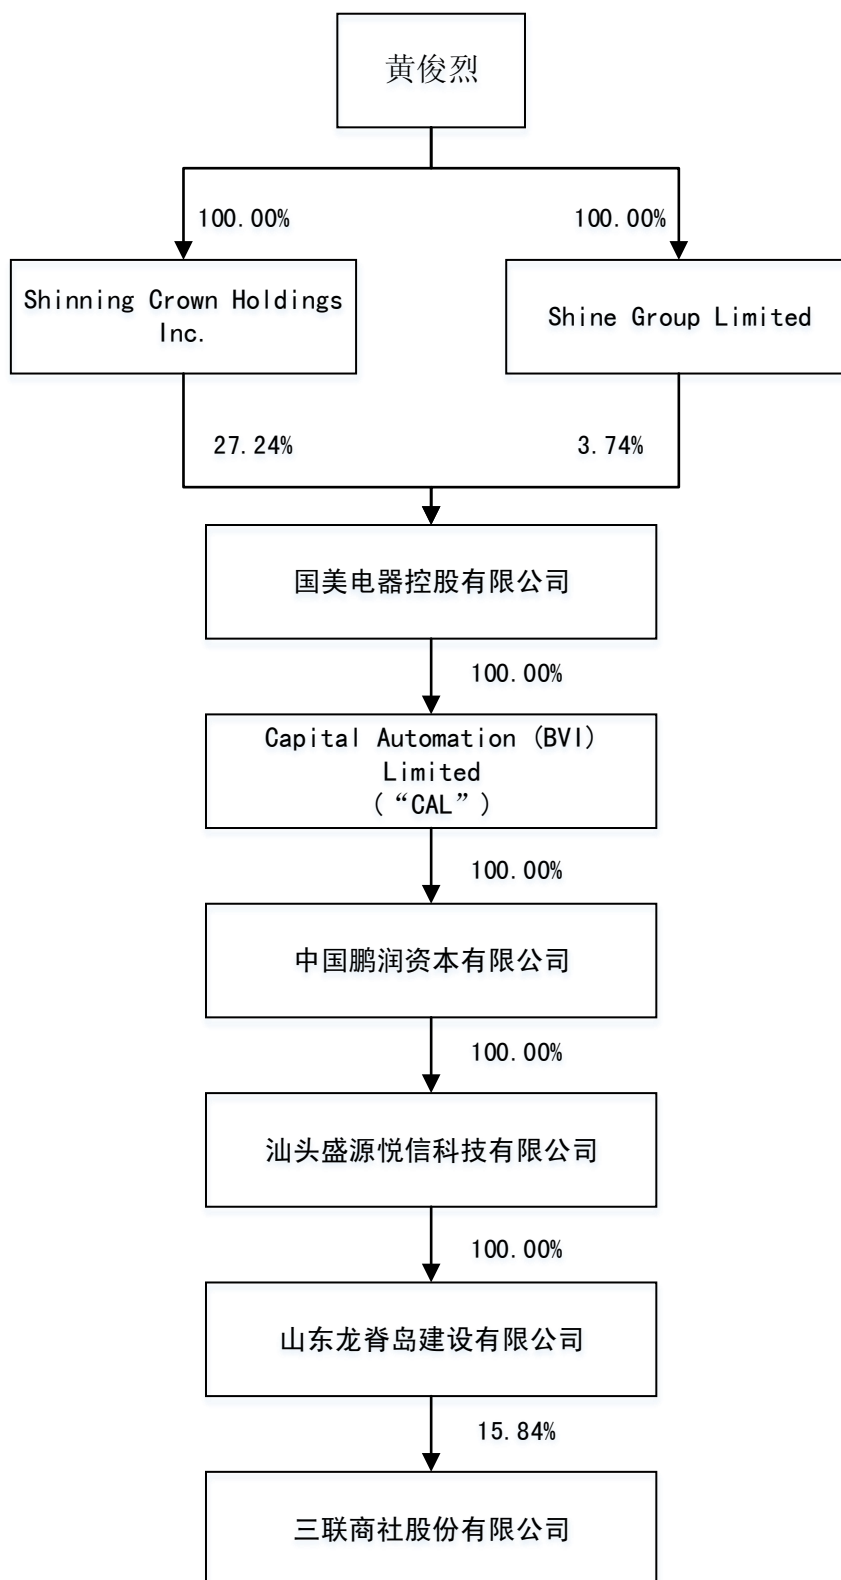 黄俊烈
100.00%
100.00%
Shinning Crown Holdings
Inc.
Shine Group Limited
27.24%
3.74%
国美电器控股有限公司
100.00%
Capital Automation (BVI)
Limited
(“CAL”)
100.00%
中国鹏润资本有限公司
100.00%
汕头盛源悦信科技有限公司
100.00%
山东龙脊岛建设有限公司
15.84%
三联商社股份有限公司